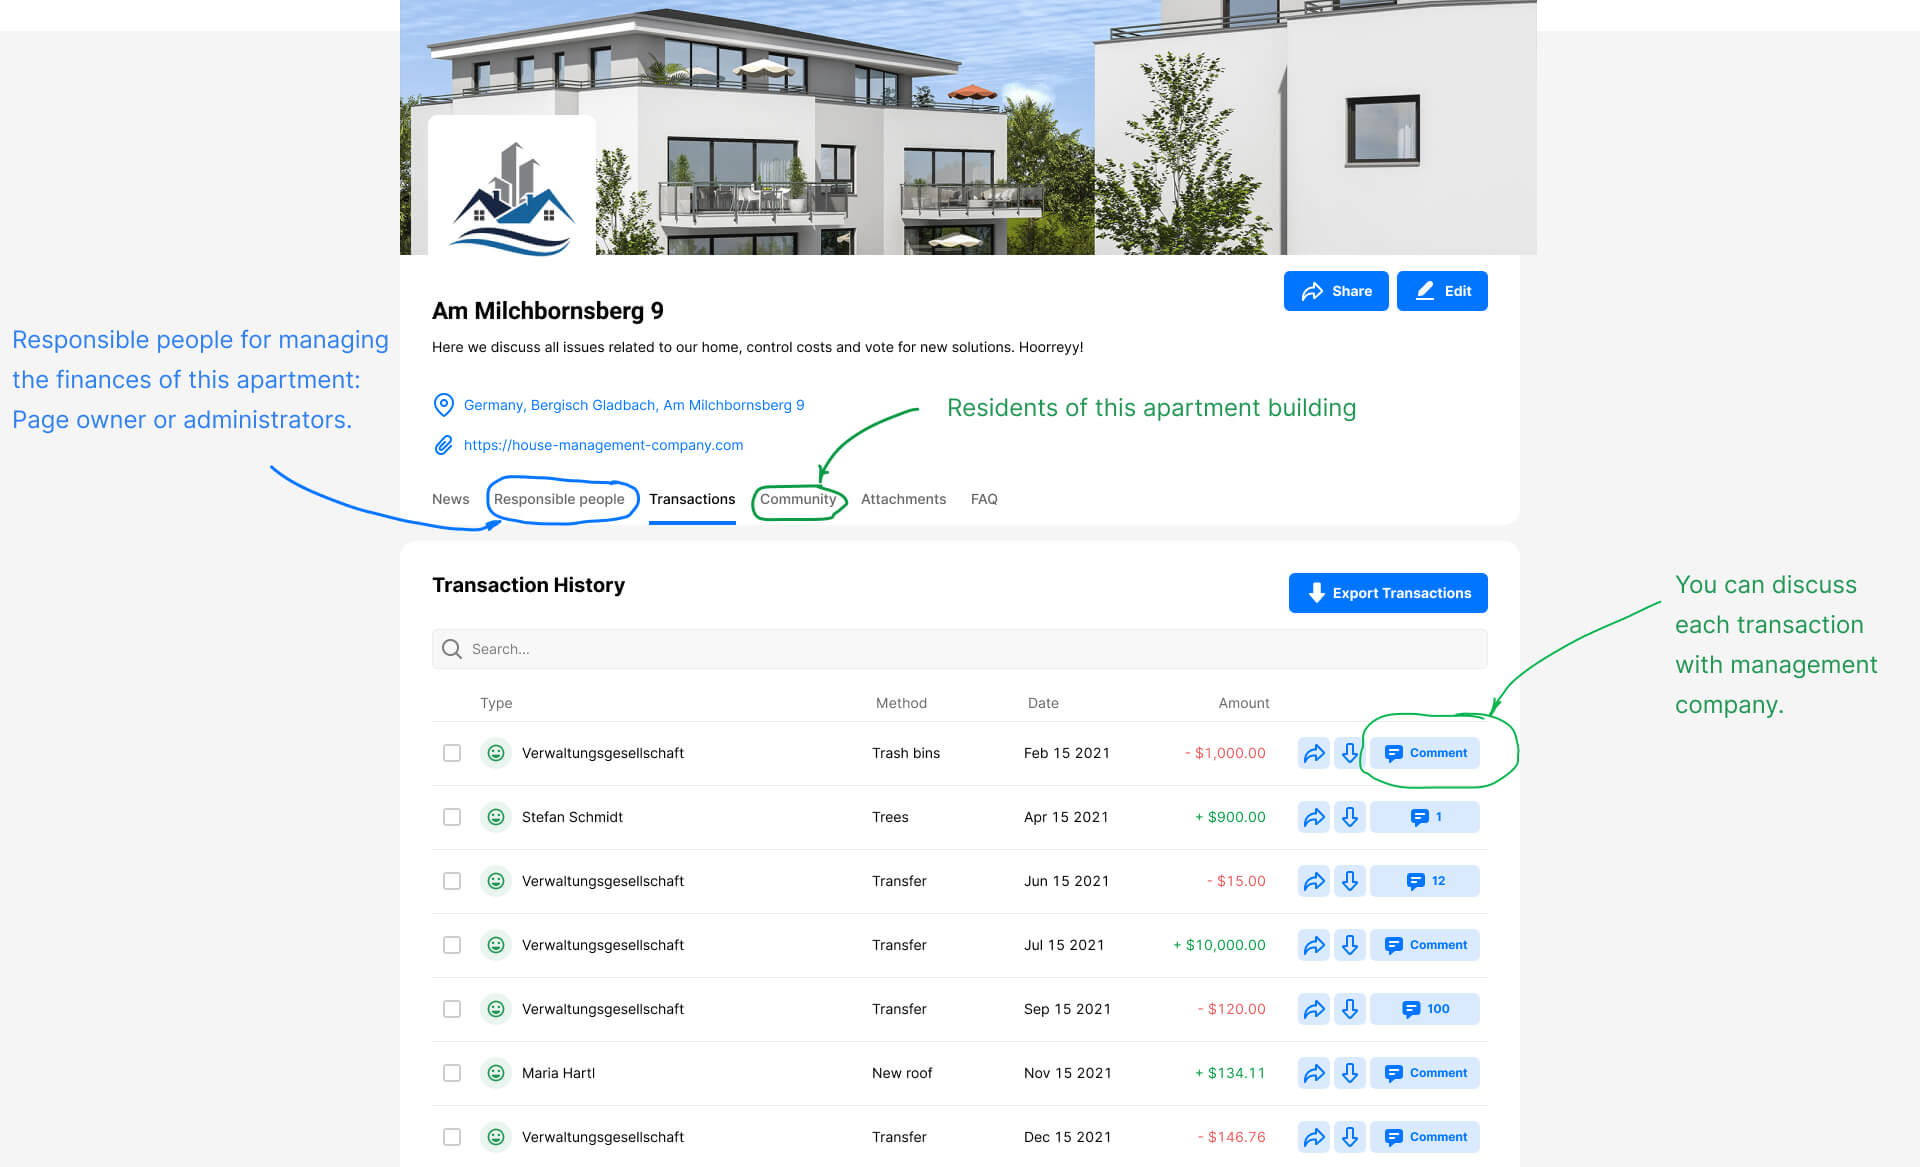 Share
Edit
Am Milchbornsberg 9
Here we discuss all issues related to our home, control costs and vote for new solutions. Hoorreyy!
Responsible people for managing
the finances of this apartment:
Page owner or administrators.
Germany, Bergisch Gladbach, Am Milchbornsberg 9
Residents of this apartment building
https://house-management-company.com
News Responsible people Transactions Community Attachments FAQ
Transaction History
Export Transactions
You can discuss
each transaction
with management
company.
Search...
Type Method Date Amount
Verwaltungsgesellschaft Trash bins Feb 15 2021 - $1,000.00 Comment
Stefan Schmidt Trees Apr 15 2021 + $900.00 1
Verwaltungsgesellschaft Transfer Jun 15 2021 - $15.00 12
Verwaltungsgesellschaft Transfer Jul 15 2021 + $10,000.00 Comment
Verwaltungsgesellschaft Transfer Sep 15 2021 - $120.00 100
Maria Hartl New roof Nov 15 2021 + $134.11 Comment
Verwaltungsgesellschaft Transfer Dec 15 2021 - $146.76 Comment